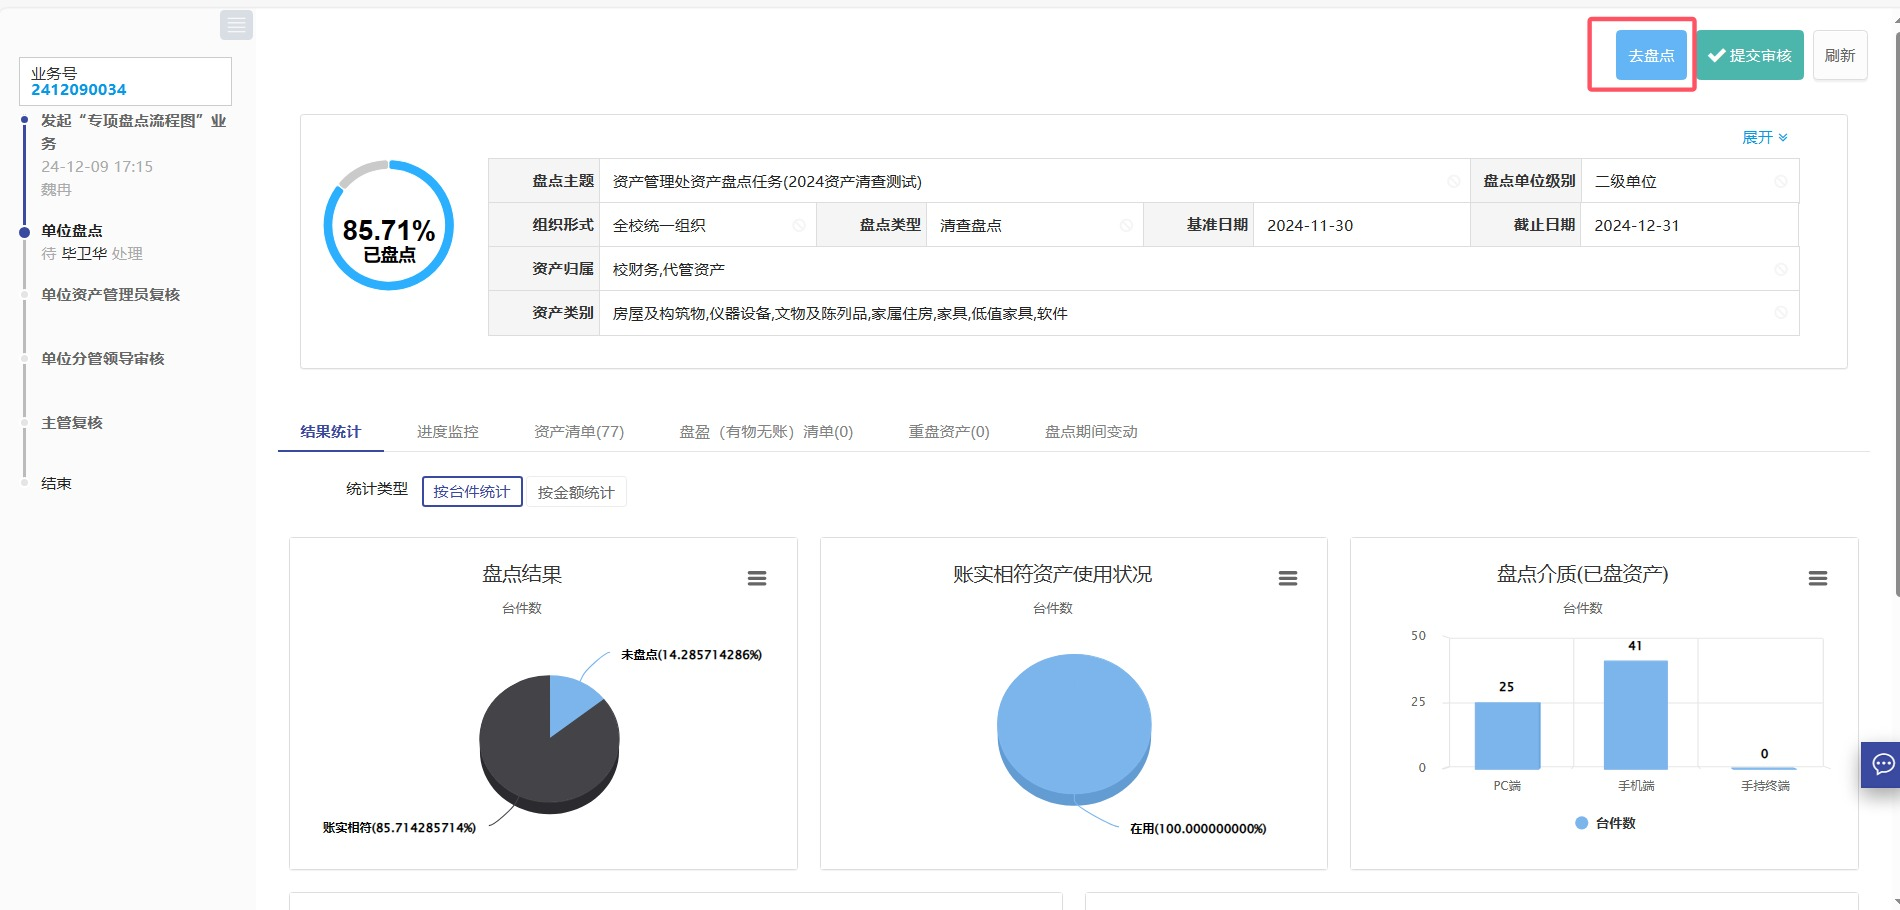 去盘点
提交审核
刷新
业务号
2412090034
发起“专项盘点流程图”业
务
24-12-09 17:15
魏冉
单位盘点
待 毕卫华 处理
单位资产管理员复核
单位分管领导审核
主管复核
结束
展开
85.71%
已盘点
盘点主题 资产管理处资产盘点任务(2024资产清查测试) 盘点单位级别 二级单位
组织形式 全校统一组织 盘点类型 清查盘点 基准日期 2024-11-30 截止日期 2024-12-31
资产归属 校财务,代管资产
资产类别 房屋及构筑物,仪器设备,文物及陈列品,家属住房,家具,低值家具,软件
结果统计 进度监控 资产清单(77) 盘盈（有物无账）清单(0) 重盘资产(0) 盘点期间变动
统计类型 按台件统计 按金额统计
盘点结果
台件数
未盘点(14.285714286%)
账实相符(85.714285714%)
账实相符资产使用状况
台件数
在用(100.000000000%)
盘点介质(已盘资产)
台件数
50
25
0
25
41
0
PC端 手机端 手持终端
台件数